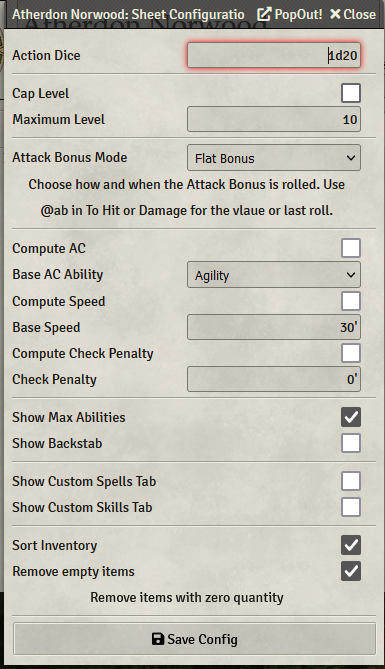 Atherdon Norwood: Sheet Configuratio PopOut! Close
Action Dice 1d20
Cap Level
Maximum Level 10
Attack Bonus Mode Flat Bonus
Choose how and when the Attack Bonus is rolled. Use
@ab in To Hit or Damage for the vlaue or last roll.
Compute AC
Base AC Ability Agility
Compute Speed
Base Speed 30'
Compute Check Penalty
Check Penalty 0'
Show Max Abilities
Show Backstab
Show Custom Spells Tab
Show Custom Skills Tab
Sort Inventory
Remove empty items
Remove items with zero quantity
Save Config